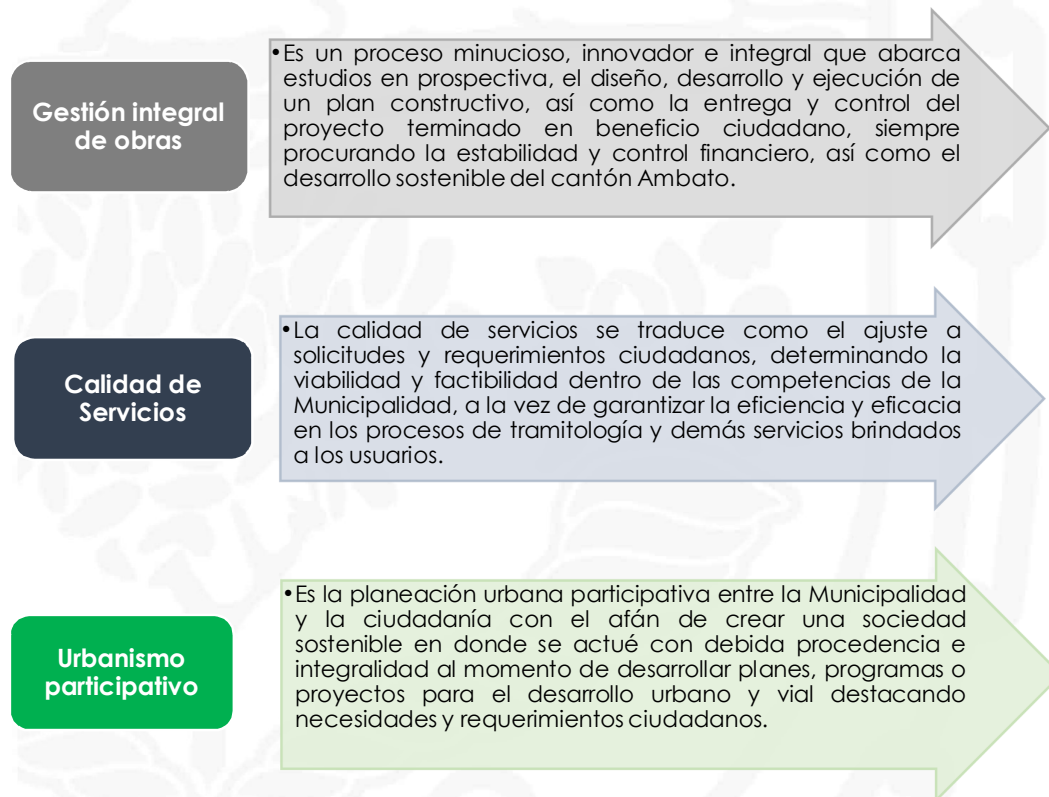 Gestión integral
de obras
•Es un proceso minucioso, innovador e integral que abarca
estudios en prospectiva, el diseño, desarrollo y ejecución de
un plan constructivo, así como la entrega y control del
proyecto terminado en beneficio ciudadano, siempre
procurando la estabilidad y control financiero, así como el
desarrollo sostenible del cantón Ambato.
Calidad de
Servicios
•La calidad de servicios se traduce como el ajuste a
solicitudes y requerimientos ciudadanos, determinando la
viabilidad y factibilidad dentro de las competencias de la
Municipalidad, a la vez de garantizar la eficiencia y eficacia
en los procesos de tramitología y demás servicios brindados
a los usuarios.
Urbanismo
participativo
•Es la planeación urbana participativa entre la Municipalidad
y la ciudadanía con el afán de crear una sociedad
sostenible en donde se actué con debida procedencia e
integralidad al momento de desarrollar planes, programas o
proyectos para el desarrollo urbano y vial destacando
necesidades y requerimientos ciudadanos.